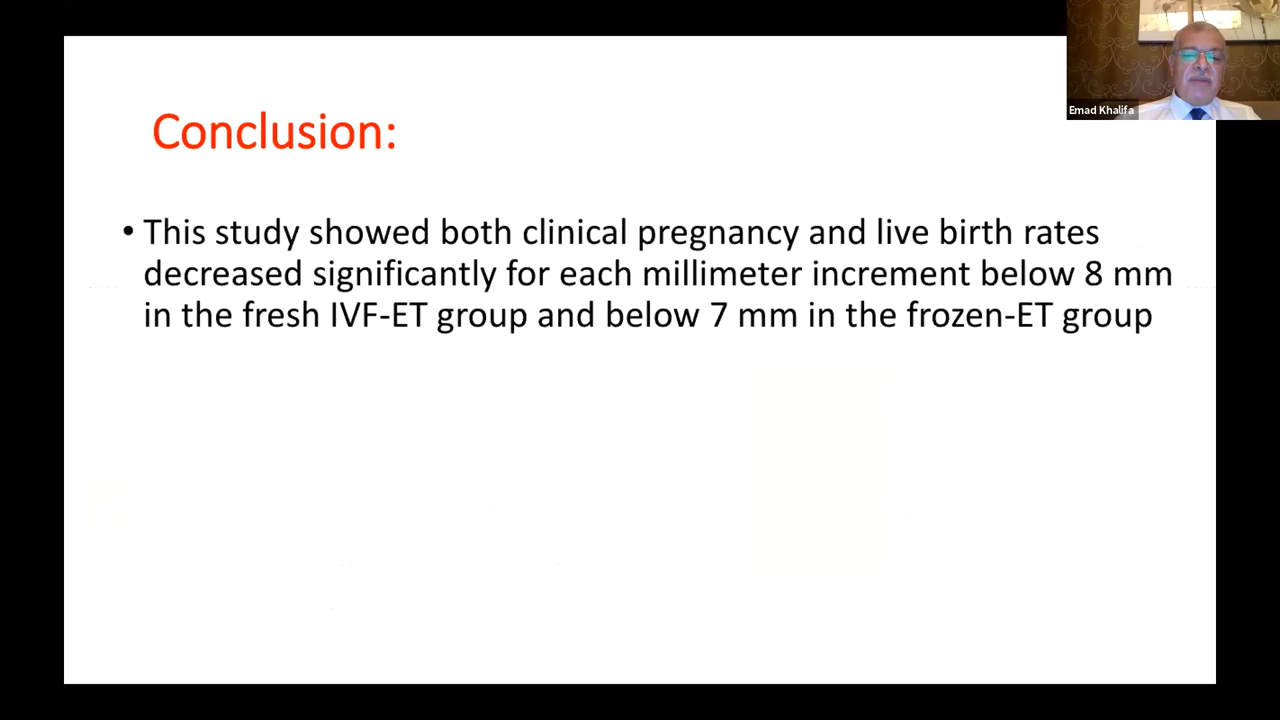 Emad Khalifa
Conclusion:
• This study showed both clinical pregnancy and live birth rates
decreased significantly for each millimeter increment below 8 mm
in the fresh IVF-ET group and below 7 mm in the frozen-ET group